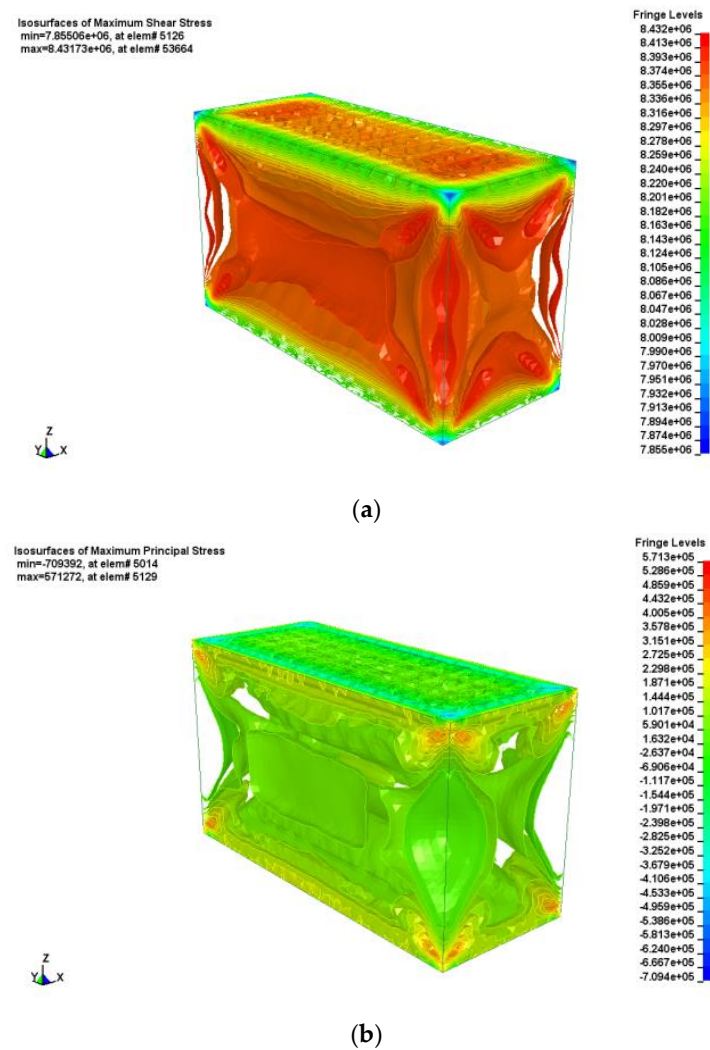 Isosurfaces of Maximum Shear Stress
min=7.85506e+06, at elem# 5126
max=8.43173e+06, at elem# 53664
Fringe Levels
8.432e+06
8.413e+06
8.393e+06
8.374e+06
8.355e+06
8.336e+06
8.316e+06
8.297e+06
8.278e+06
8.259e+06
8.240e+06
8.220e+06
8.201e+06
8.182e+06
8.163e+06
8.143e+06
8.124e+06
8.105e+06
8.086e+06
8.067e+06
8.047e+06
8.028e+06
8.009e+06
7.990e+06
7.970e+06
7.951e+06
7.932e+06
7.913e+06
7.894e+06
7.874e+06
7.855e+06
Z
Y X
(a)
Isosurfaces of Maximum Principal Stress
min=-709392, at elem# 5014
max=571272, at elem# 5129
Fringe Levels
5.713e+05
5.286e+05
4.859e+05
4.432e+05
4.005e+05
3.578e+05
3.151e+05
2.725e+05
2.298e+05
1.871e+05
1.444e+05
1.017e+05
5.901e+04
1.632e+04
-2.637e+04
-6.906e+04
-1.117e+05
-1.544e+05
-1.971e+05
-2.398e+05
-2.825e+05
-3.252e+05
-3.679e+05
-4.106e+05
-4.533e+05
-4.959e+05
-5.386e+05
-5.813e+05
-6.240e+05
-6.667e+05
-7.094e+05
Z
Y X
(b)